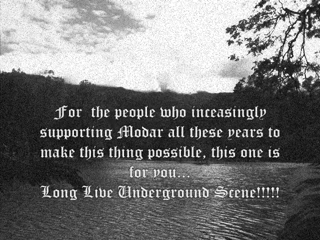 For the people who inceasingly
supporting Modar all these years to
make this thing possible, this one is
for you...
Long Live Underground Scene!!!!!